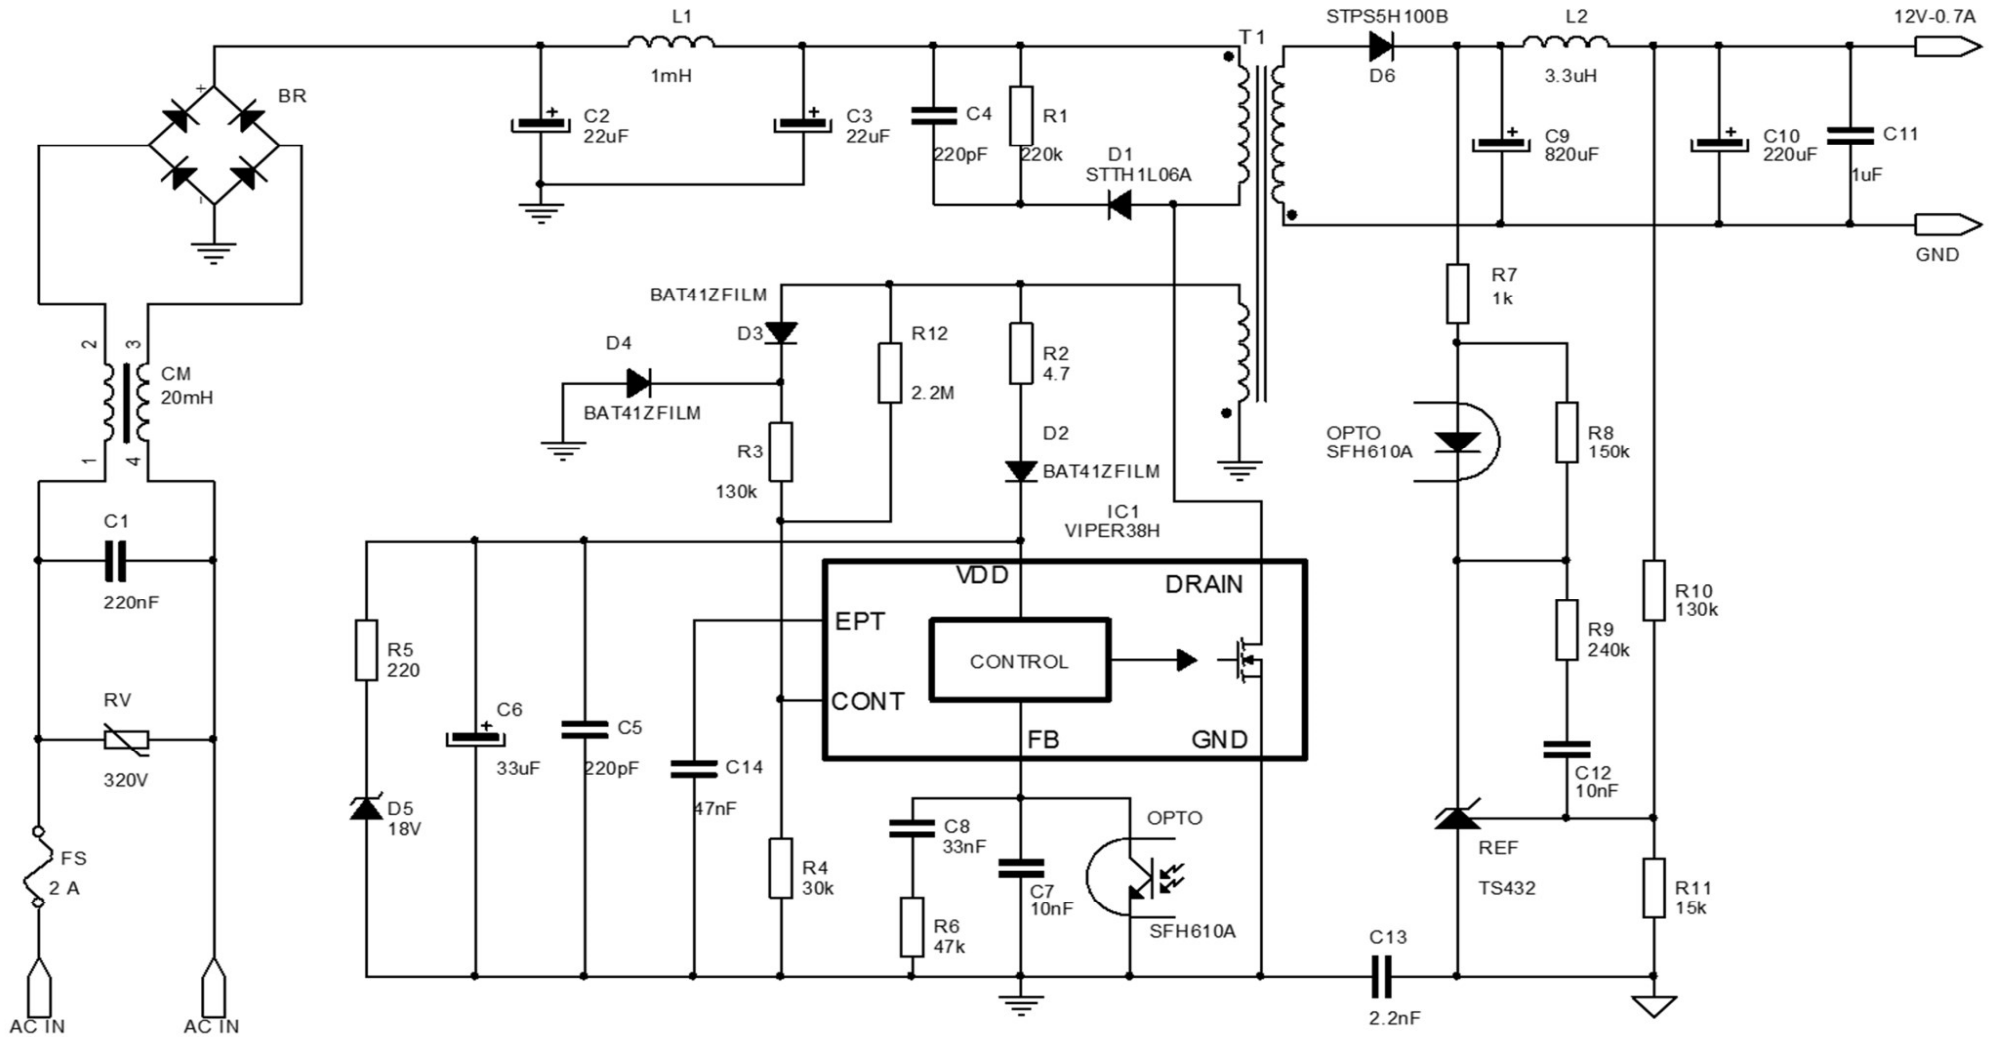 L1
1mH
T1
STPS5H100B
D6
L2
3.3uH
12V-0.7A
+
BR
-
+
C2
22uF
+
C3
22uF
C4
220pF
R1
220k
D1
STTH1L06A
+
C9
820uF
+
C10
220uF
C11
1uF
GND
BAT41ZFILM
D3
D4
BAT41ZFILM
R12
2.2M
R2
4.7
R3
130k
D2
BAT41ZFILM
R7
1k
OPTO
SFH610A
R8
150k
2
3
CM
20mH
1
4
C1
220nF
RV
320V
FS
2 A
AC IN
AC IN
IC1
VIPER38H
VDD
DRAIN
EPT
CONTROL
CONT
FB
GND
R5
220
D5
18V
C6
+
33uF
C5
220pF
C14
47nF
R4
30k
C8
33nF
R6
47k
C7
10nF
OPTO
SFH610A
R10
130k
R9
240k
C12
10nF
REF
TS432
R11
15k
C13
2.2nF